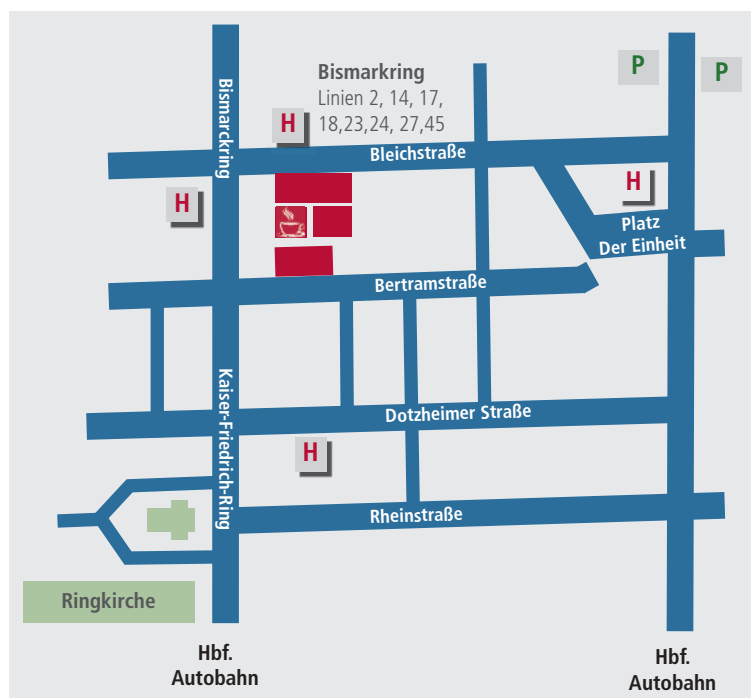 P
P
Bismarkring
Linien 2, 14, 17,
18,23,24, 27,45
H
Bismarckring
Bleichstraße
H
H
Platz
Der Einheit
Bertramstraße
Kaiser-Friedrich-Ring
Dotzheimer Straße
H
Rheinstraße
Ringkirche
Hbf.
Autobahn
Hbf.
Autobahn